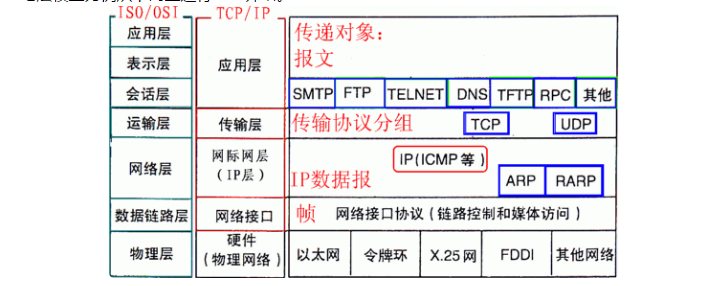 ISO/OSI TCP/IP
应用层 传递对象：
表示层 应用层 报文
会话层 SMTP FTP TELNET DNS TFTP RPC 其他
运输层 传输层 传输协议分组 TCP UDP
网络层 网际网层 IP(ICMP等)
(IP层) IP数据报 ARP RARP
数据链路层 网络接口 帧 网络接口协议(链路控制和媒体访问)
物理层 硬件 以太网 令牌环 X.25网 FDDI 其他网络
(物理网络)